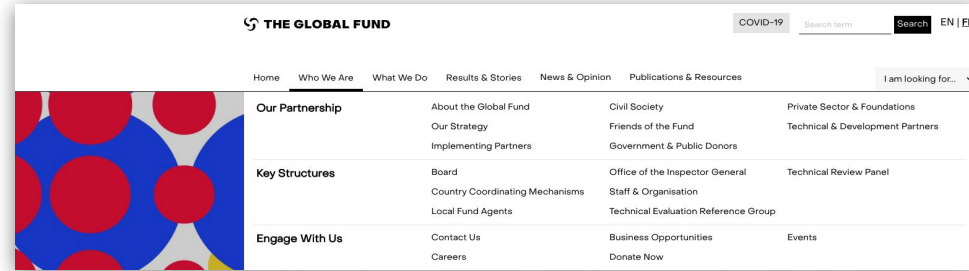 THE GLOBAL FUND
COVID-19 Search term Search EN |
Home Who We Are What We Do Results & Stories News & Opinion Publications & Resources I am looking for...
Our Partnership About the Global Fund Civil Society Private Sector & Foundations
Our Strategy Friends of the Fund Technical & Development Partners
Implementing Partners Government & Public Donors
Key Structures Board Office of the Inspector General Technical Review Panel
Country Coordinating Mechanisms Staff & Organisation
Local Fund Agents Technical Evaluation Reference Group
Engage With Us Contact Us Business Opportunities Events
Careers Donate Now